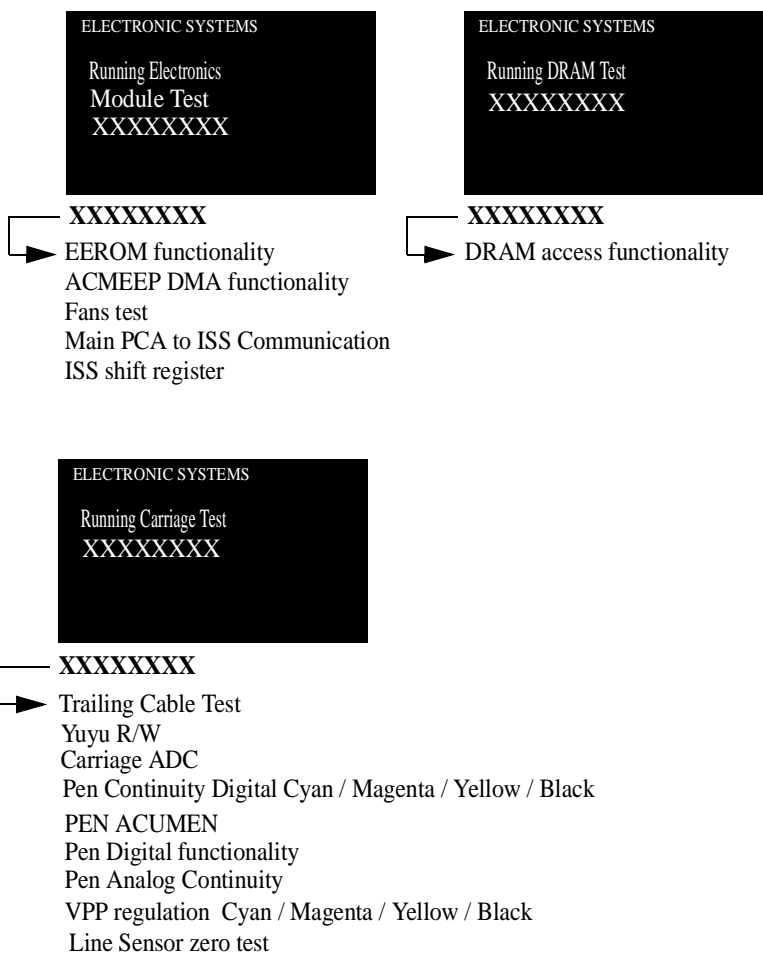 ELECTRONIC SYSTEMS
Running Electronics
Module Test
XXXXXXXX
XXXXXXXX
EEROM functionality
ACMEEP DMA functionality
Fans test
Main PCA to ISS Communication
ISS shift register
ELECTRONIC SYSTEMS
Running DRAM Test
XXXXXXXX
XXXXXXXX
DRAM access functionality
ELECTRONIC SYSTEMS
Running Carriage Test
XXXXXXXX
XXXXXXXX
Trailing Cable Test
Yuyu R/W
Carriage ADC
Pen Continuity Digital Cyan / Magenta / Yellow / Black
PEN ACUMEN
Pen Digital functionality
Pen Analog Continuity
VPP regulation Cyan / Magenta / Yellow / Black
Line Sensor zero test